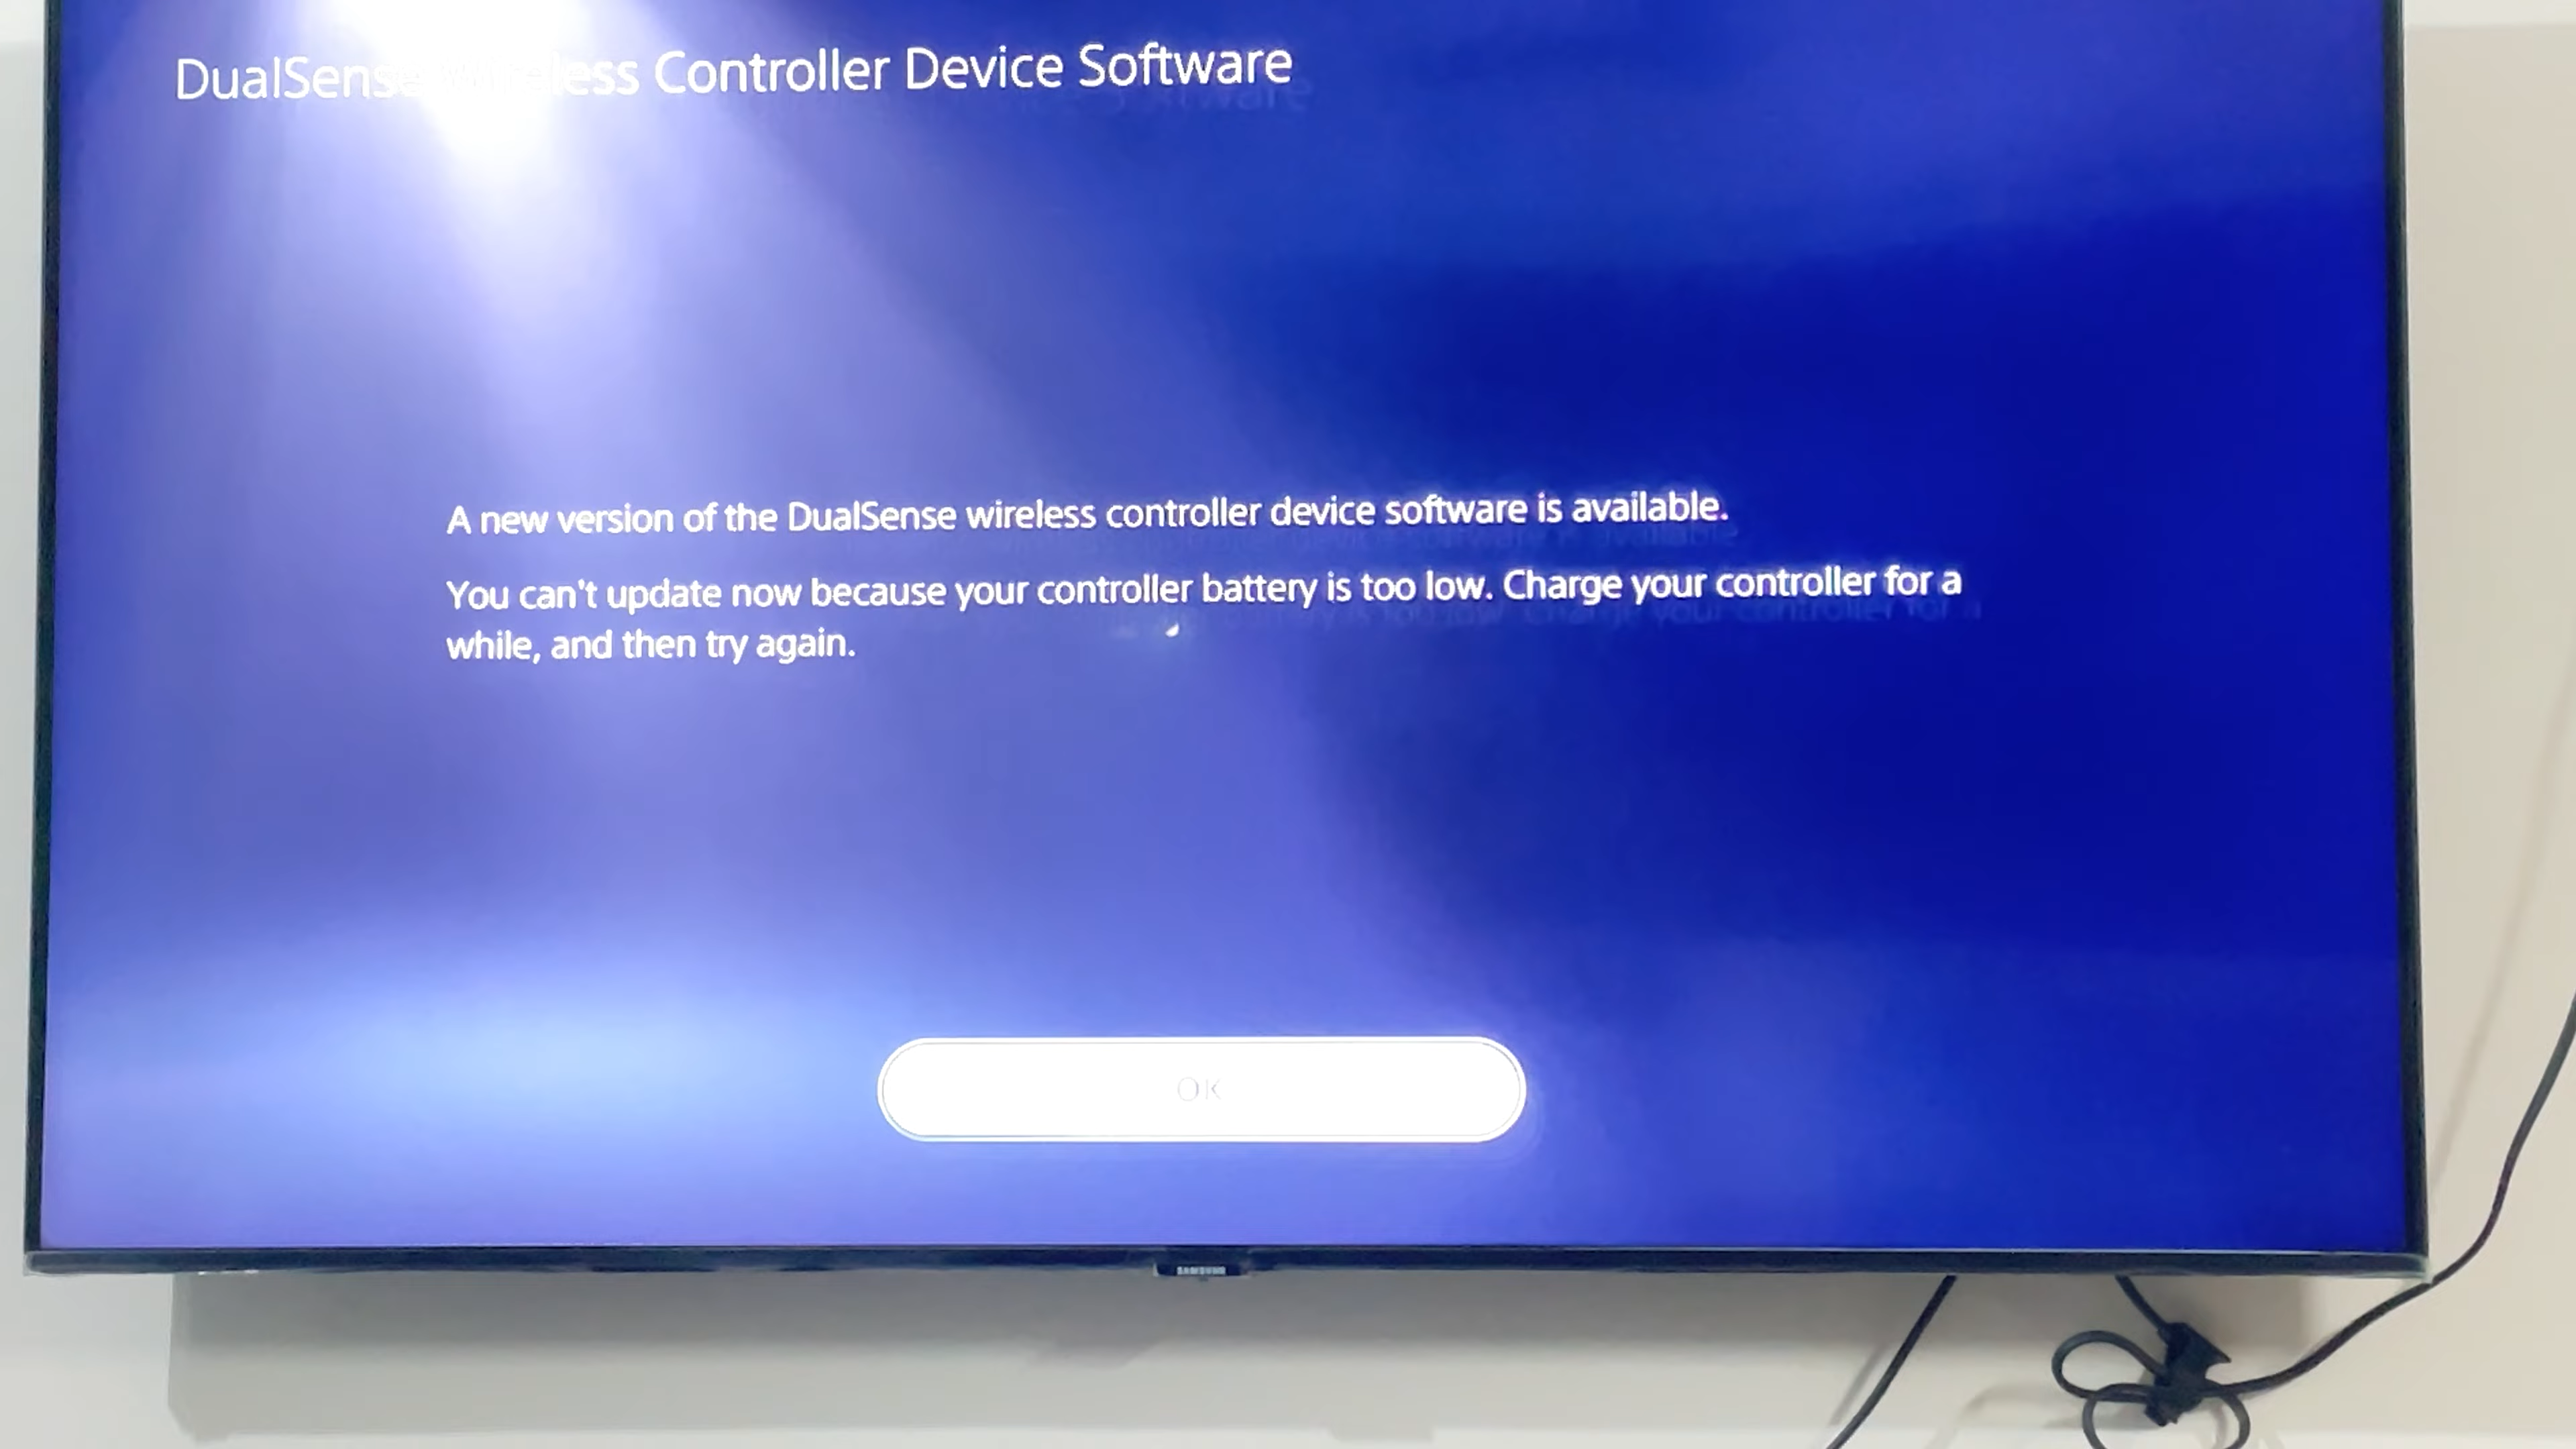 DualSense Wireless Controller Device Software
A new version of the DualSense wireless controller device software is available.
You can't update now because your controller battery is too low. Charge your controller for a
while, and then try again.
OK
SAMSUNG